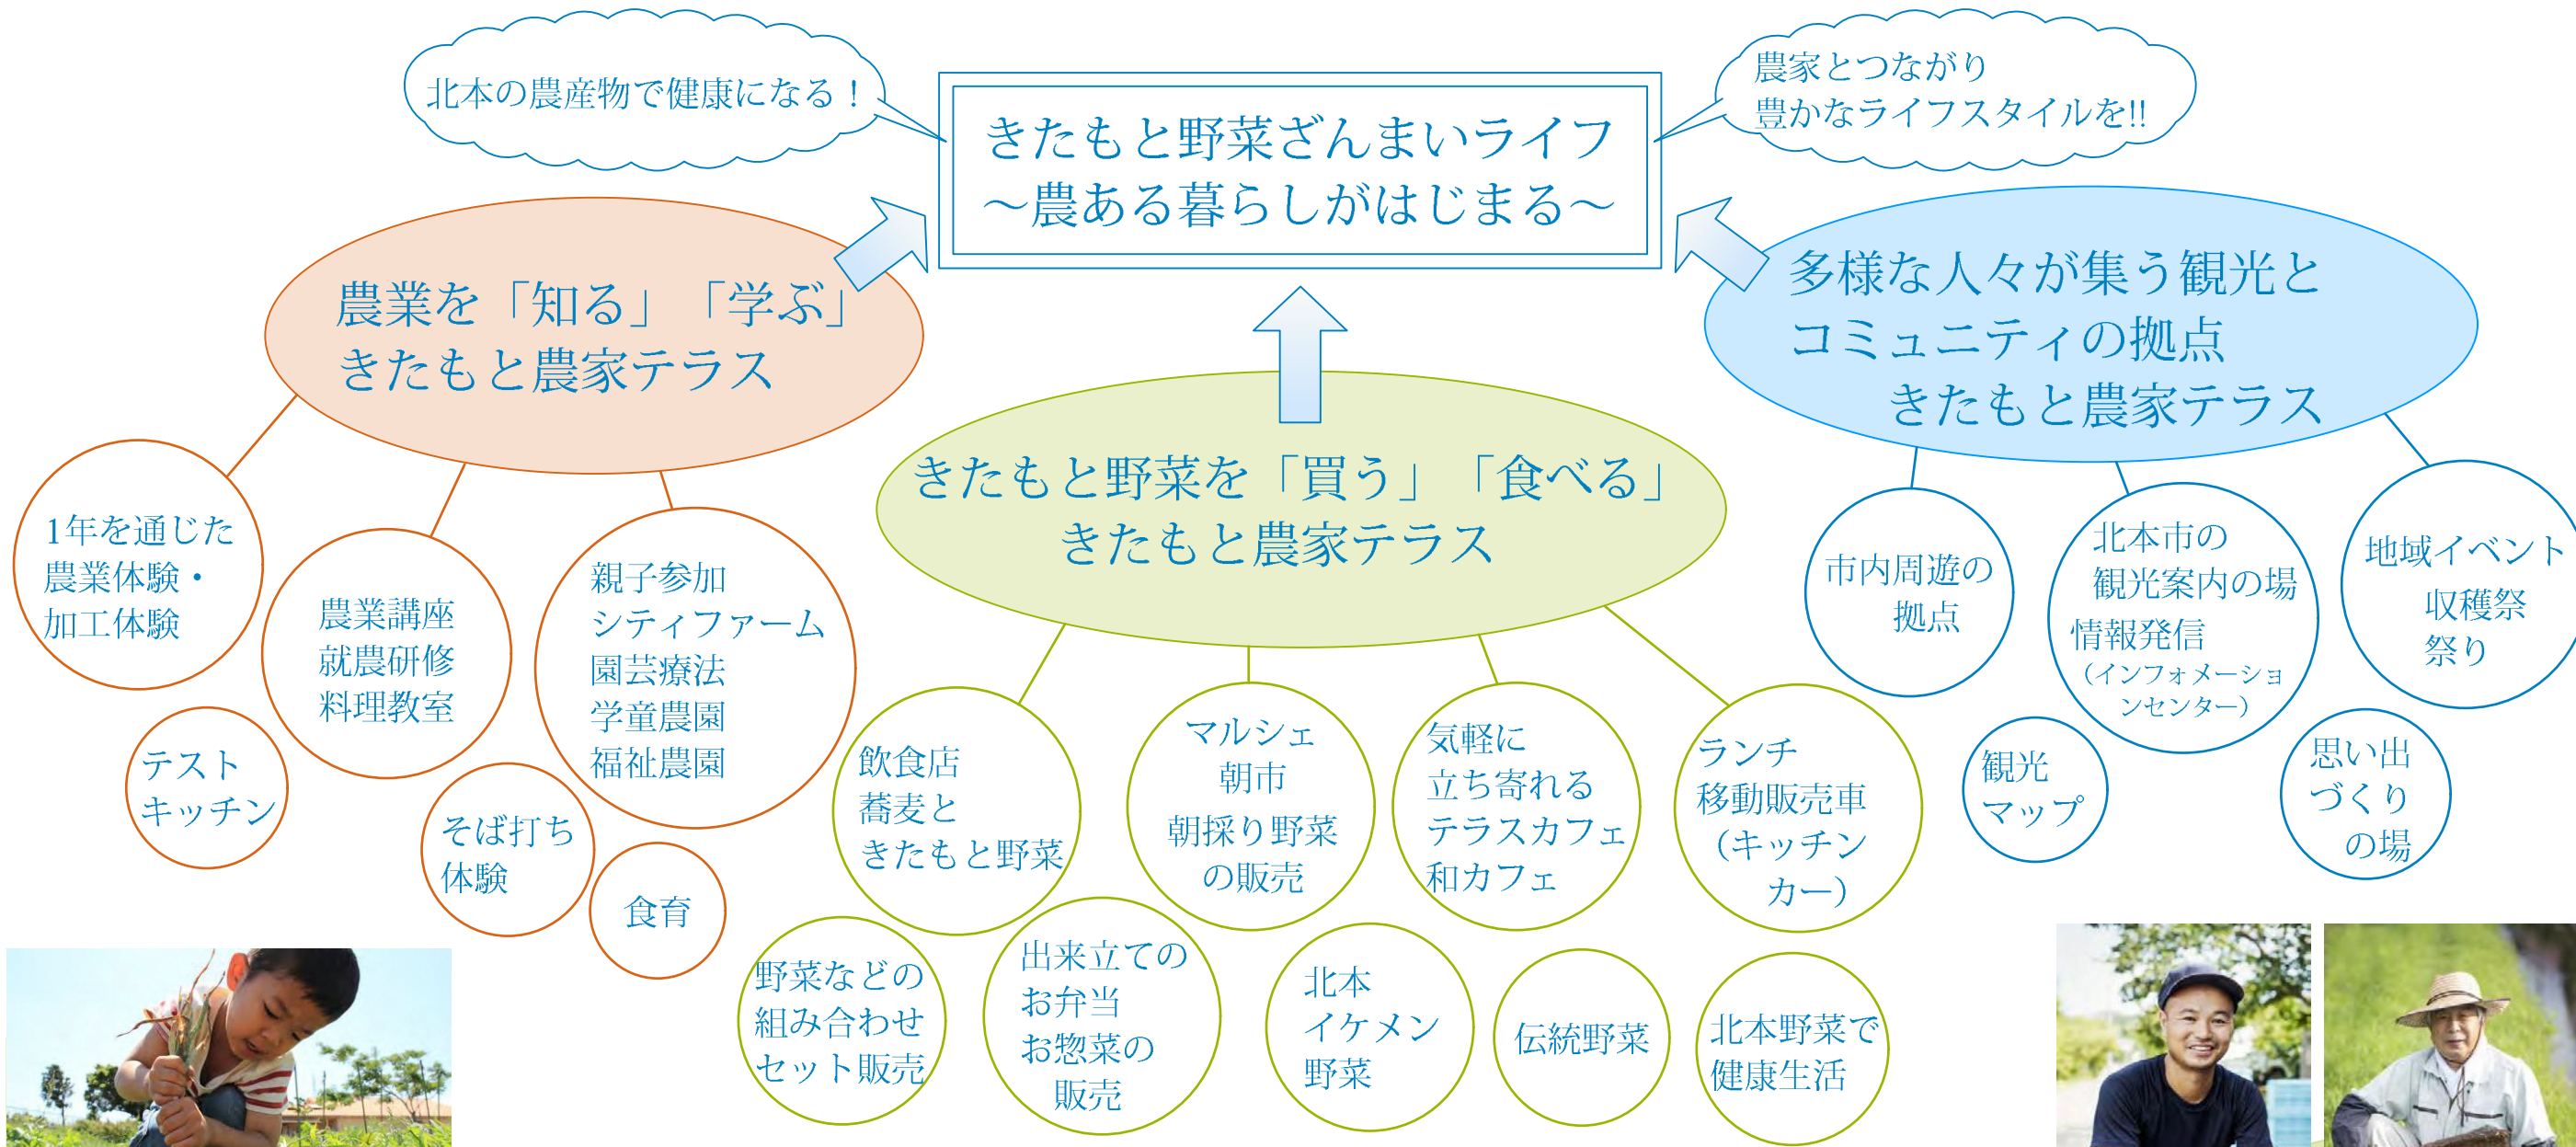 北本の農産物で健康になる！
農家とつながり
豊かなライフスタイルを!!
きたもと野菜ざんまいライフ
～農ある暮らしがはじまる～
農業を「知る」「学ぶ」
きたもと農家テラス
1年を通じた
農業体験・
加工体験
農業講座
就農研修
料理教室
親子参加
シティファーム
園芸療法
学童農園
福祉農園
テスト
キッチン
そば打ち
体験
食育
きたもと野菜を「買う」「食べる」
きたもと農家テラス
飲食店
蕎麦と
きたもと野菜
マルシェ
朝市
朝採り野菜
の販売
気軽に
立ち寄れる
テラスカフェ
和カフェ
ランチ
移動販売車
（キッチン
カー）
野菜などの
組み合わせ
セット販売
出来立ての
お弁当
お惣菜の
販売
北本
イケメン
野菜
伝統野菜
北本野菜で
健康生活
多様な人々が集う観光と
コミュニティの拠点
きたもと農家テラス
市内周遊の
拠点
北本市の
観光案内の場
情報発信
（インフォメーショ
ンセンター）
地域イベント
収穫祭
祭り
観光
マップ
思い出
づくり
の場